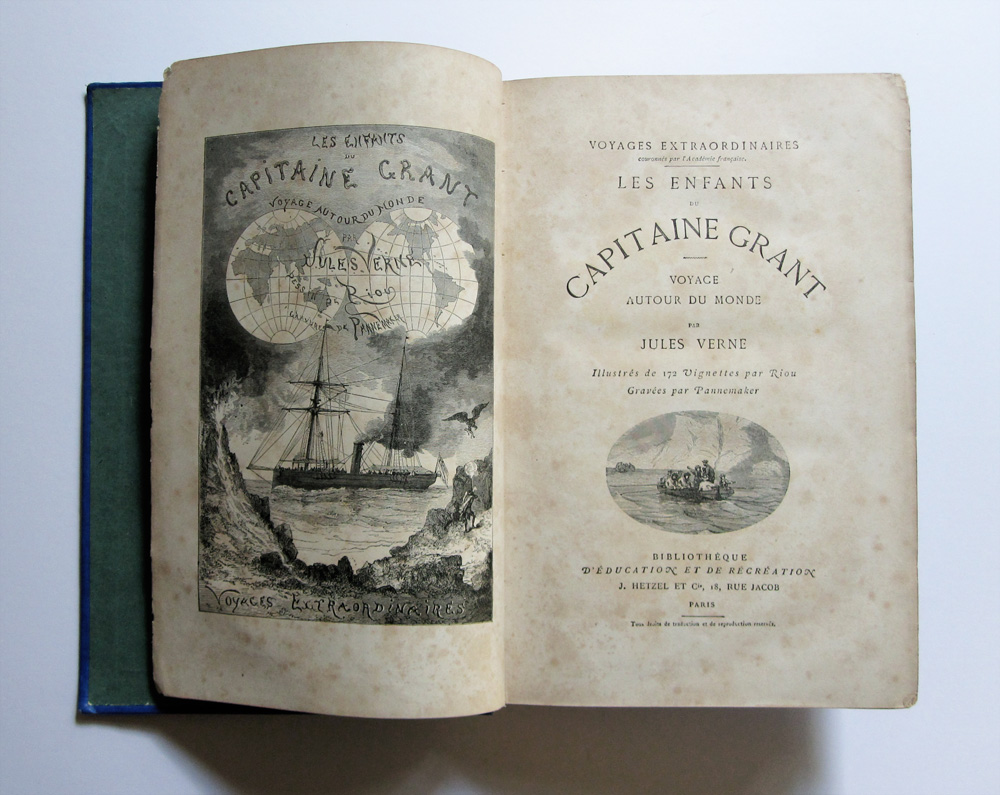 LES ENFANTS
DU
CAPITAINE GRANT
VOYAGE AUTOUR DU MONDE
PAR
JULES VERNE
DESSIN DE RIOU
GRAVURES DE PANNEMAKER
VOYAGES EXTRAORDINAIRES
VOYAGES EXTRAORDINAIRES
couronnés par l'Académie française.
LES ENFANTS
DU
CAPITAINE GRANT
VOYAGE
AUTOUR DU MONDE
PAR
JULES VERNE
Illustrés de 172 Vignettes par Riou
Gravées par Pannemaker
BIBLIOTHÈQUE
D'ÉDUCATION ET DE RÉCRÉATION
J. HETZEL ET Cie, 18, RUE JACOB
PARIS
Tous droits de traduction et de reproduction réservés.